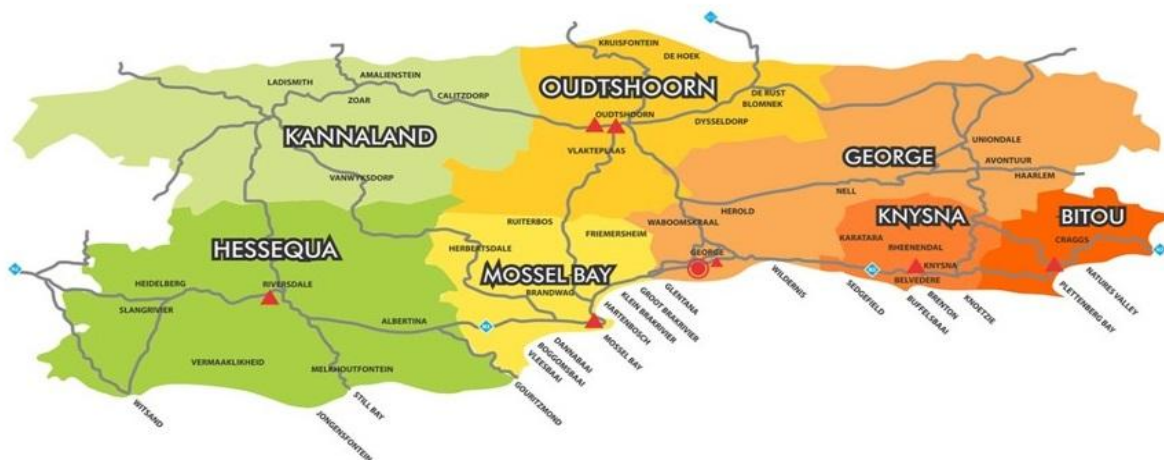 KRUISFONTEIN
DE HOEK
LADISMITH
AMALIENSTEIN
ZOAR
CALITZDORP
OUDTSHOORN
DE RUST
BLOMNEK
OUDTSHOORN
DYSSELDORP
KANNALAND
VLAKTEPLAAS
UNIONDALE
GEORGE
AVONTUUR
HAARLEM
VANWYKSDORP
NELL
HEROLD
RUITERBOS
WABOOMSKRAAL
FRIEMERSHEIM
KNYSNA
BITOU
KARATARA
RHEENENDAL
CRAGGS
HESSEQUA
HERBERTSDALE
GEORGE
MOSSEL BAY
KNYSNA
BELVEDERE
HEIDELBERG
RIVERSDALE
BRANDWAG
SLANGRIVIER
ALBERTINA
GLENTANA
GROOT BRAKRIVIER
KLEIN BRAKRIVIER
HARTENBOSCH
MOSSEL BAY
WILDERNIS
SEDGEFIELD
BUFFELSBAAI
BRENTON
KNOETZIE
PLETTENBERG BAY
NATURES VALLEY
DANNABAAI
BOGGOMSBAAI
VLEESBAAI
GOURITZMOND
VERMAAKLIKHEID
MELKHOUTFONTEIN
WITSAND
STILL BAY
JONGENSFONTEIN